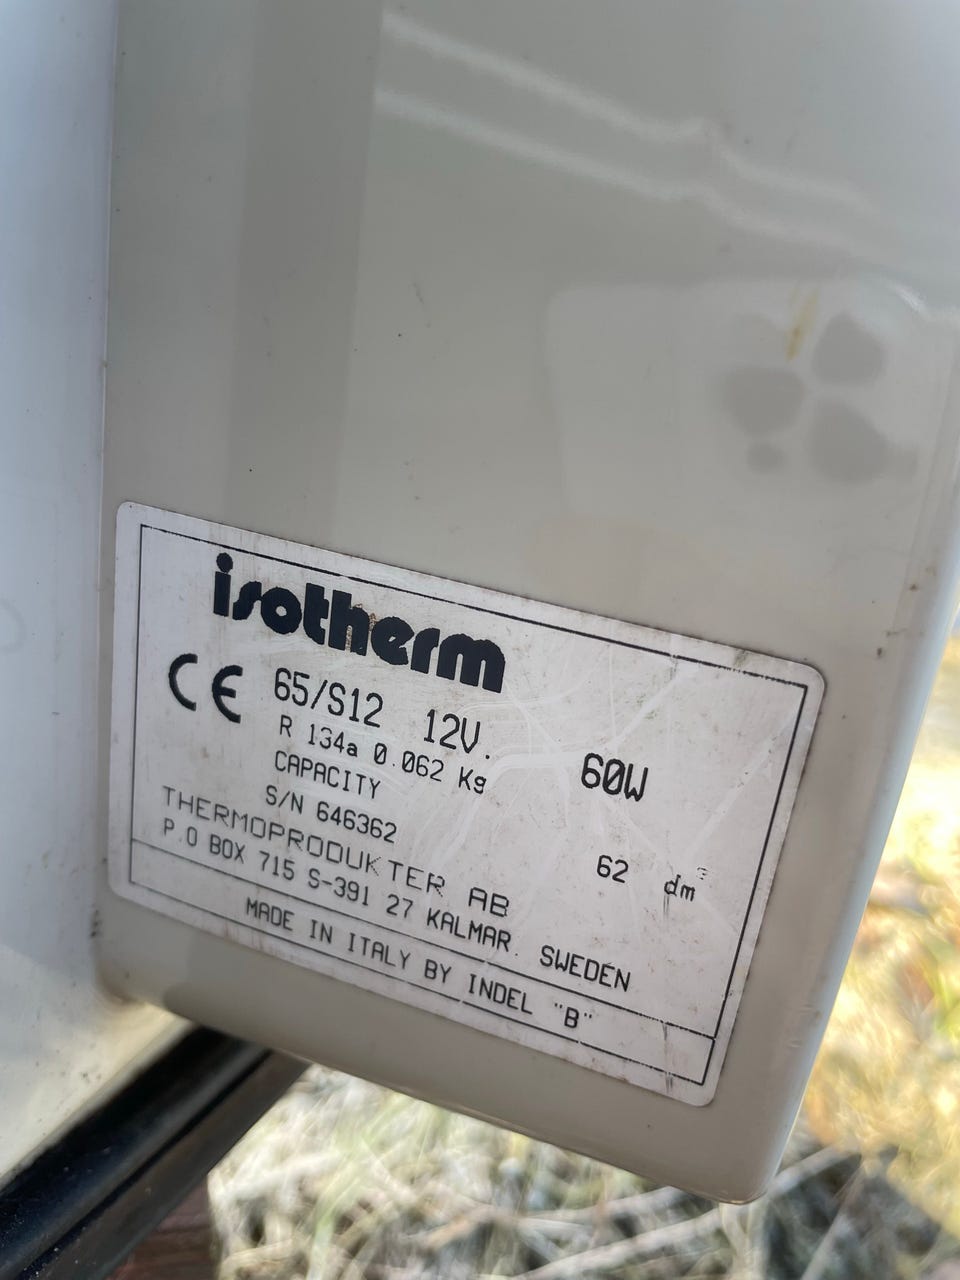 isotherm
CE 65/S12 12V. 60W
R 134a 0.062 Kg
CAPACITY 62 dm³
S/N 646362
THERMOPRODUKTER AB
P.O BOX 715 S-391 27 KALMAR. SWEDEN
MADE IN ITALY BY INDEL "B"